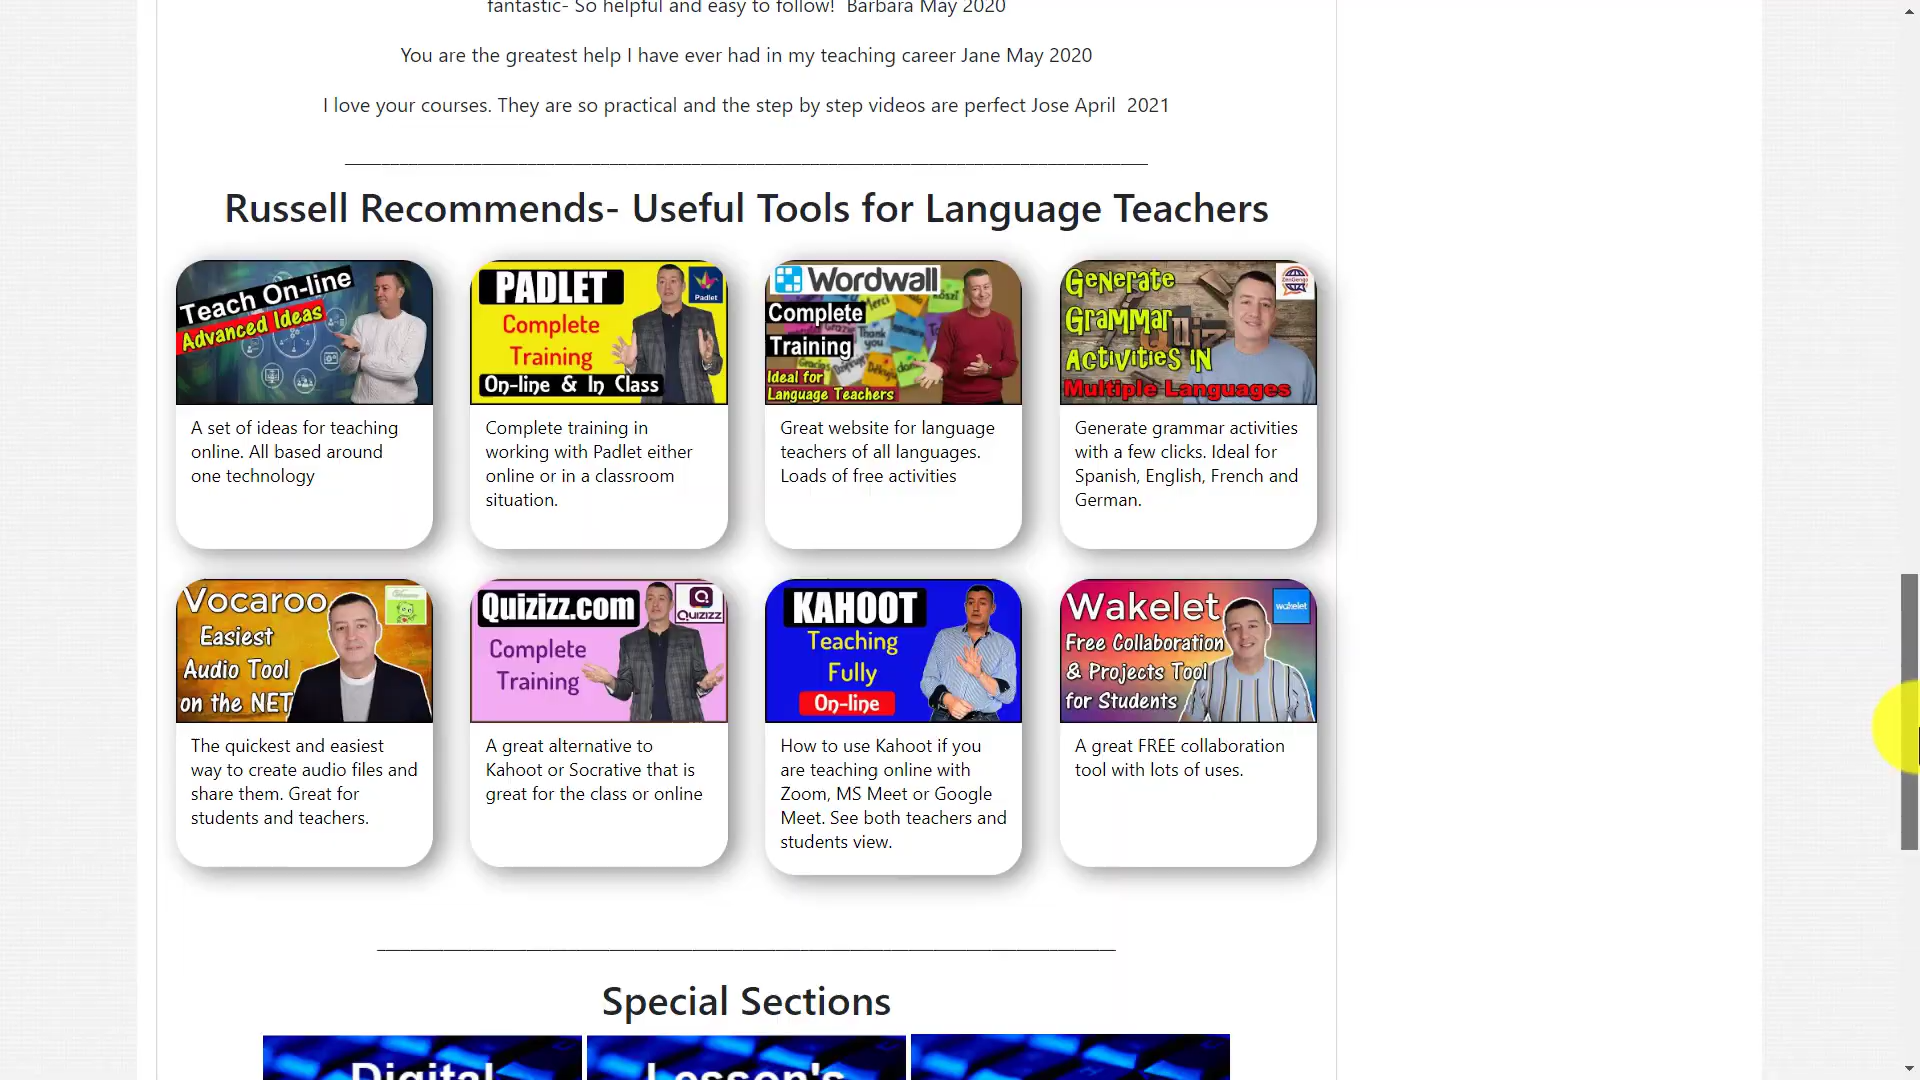 fantastic- So helpful and easy to follow!  Barbara May 2020
You are the greatest help I have ever had in my teaching career Jane May 2020
I love your courses. They are so practical and the step by step videos are perfect Jose April  2021
Russell Recommends- Useful Tools for Language Teachers
Teach On-line
Advanced Ideas
A set of ideas for teaching
online. All based around
one technology
PADLET
Padlet
Complete
Training
On-line & In Class
Complete training in
working with Padlet either
online or in a classroom
situation.
Wordwall
Complete
Training
Ideal for
Language Teachers
Merci
Thank
you
Gracias
Děkuju
Great website for language
teachers of all languages.
Loads of free activities
Generate
Grammar
Activities IN
Multiple Languages
Generate grammar activities
with a few clicks. Ideal for
Spanish, English, French and
German.
Vocaroo
Easiest
Audio Tool
on the NET
The quickest and easiest
way to create audio files and
share them. Great for
students and teachers.
Quizizz.com
Quizizz
Complete
Training
A great alternative to
Kahoot or Socrative that is
great for the class or online
KAHOOT
Teaching
Fully
On-line
How to use Kahoot if you
are teaching online with
Zoom, MS Meet or Google
Meet. See both teachers and
students view.
Wakelet
wakelet
Free Collaboration
& Projects Tool
for Students
A great FREE collaboration
tool with lots of uses.
Special Sections
Digital
Lesson's